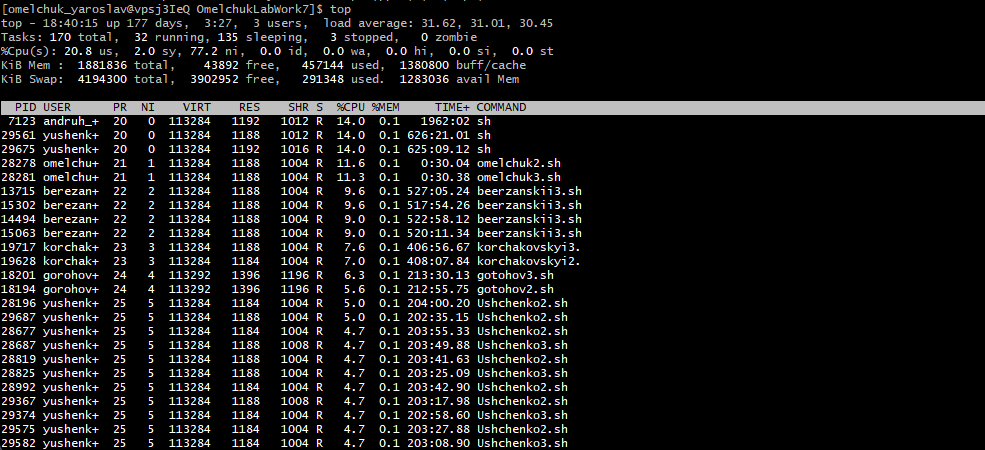 [omelchuk_yaroslav@vpsj3IeQ OmelchukLabWork7]$ top
top - 18:40:15 up 177 days,  3:27,  3 users,  load average: 31.62, 31.01, 30.45
Tasks: 170 total,  32 running, 135 sleeping,   3 stopped,   0 zombie
%Cpu(s): 20.8 us,  2.0 sy, 77.2 ni,  0.0 id,  0.0 wa,  0.0 hi,  0.0 si,  0.0 st
KiB Mem :  1881836 total,    43892 free,   457144 used,  1380800 buff/cache
KiB Swap:  4194300 total,  3902952 free,   291348 used.  1283036 avail Mem
PID USER PR NI VIRT RES SHR S %CPU %MEM TIME+ COMMAND
7123 andruh_+ 20 0 113284 1192 1012 R 14.0 0.1 1962:02 sh
29561 yushenk+ 20 0 113284 1188 1012 R 14.0 0.1 626:21.01 sh
29675 yushenk+ 20 0 113284 1192 1016 R 14.0 0.1 625:09.12 sh
28278 omelchu+ 21 1 113284 1188 1004 R 11.6 0.1 0:30.04 omelchuk2.sh
28281 omelchu+ 21 1 113284 1188 1004 R 11.3 0.1 0:30.38 omelchuk3.sh
13715 berezan+ 22 2 113284 1188 1004 R 9.6 0.1 527:05.24 beerzanskii3.sh
15302 berezan+ 22 2 113284 1188 1004 R 9.6 0.1 517:54.26 beerzanskii3.sh
14494 berezan+ 22 2 113284 1188 1004 R 9.0 0.1 522:58.12 beerzanskii3.sh
15063 berezan+ 22 2 113284 1188 1004 R 9.0 0.1 520:11.34 beerzanskii3.sh
19717 korchak+ 23 3 113284 1188 1004 R 7.6 0.1 406:56.67 korchakovskyi3.
19628 korchak+ 23 3 113284 1184 1004 R 7.0 0.1 408:07.84 korchakovskyi2.
18201 gorohov+ 24 4 113292 1396 1196 R 6.3 0.1 213:30.13 gotohov3.sh
18194 gorohov+ 24 4 113292 1396 1196 R 5.6 0.1 212:55.75 gotohov2.sh
28196 yushenk+ 25 5 113284 1184 1004 R 5.0 0.1 204:00.20 Ushchenko2.sh
29687 yushenk+ 25 5 113284 1188 1004 R 5.0 0.1 202:35.15 Ushchenko2.sh
28677 yushenk+ 25 5 113284 1184 1004 R 4.7 0.1 203:55.33 Ushchenko2.sh
28687 yushenk+ 25 5 113284 1188 1008 R 4.7 0.1 203:49.88 Ushchenko3.sh
28819 yushenk+ 25 5 113284 1188 1004 R 4.7 0.1 203:41.63 Ushchenko2.sh
28825 yushenk+ 25 5 113284 1188 1004 R 4.7 0.1 203:25.09 Ushchenko3.sh
28992 yushenk+ 25 5 113284 1184 1004 R 4.7 0.1 203:42.90 Ushchenko2.sh
29367 yushenk+ 25 5 113284 1188 1008 R 4.7 0.1 203:17.98 Ushchenko2.sh
29374 yushenk+ 25 5 113284 1184 1004 R 4.7 0.1 202:58.60 Ushchenko3.sh
29575 yushenk+ 25 5 113284 1184 1004 R 4.7 0.1 203:27.88 Ushchenko2.sh
29582 yushenk+ 25 5 113284 1184 1004 R 4.7 0.1 203:08.90 Ushchenko3.sh